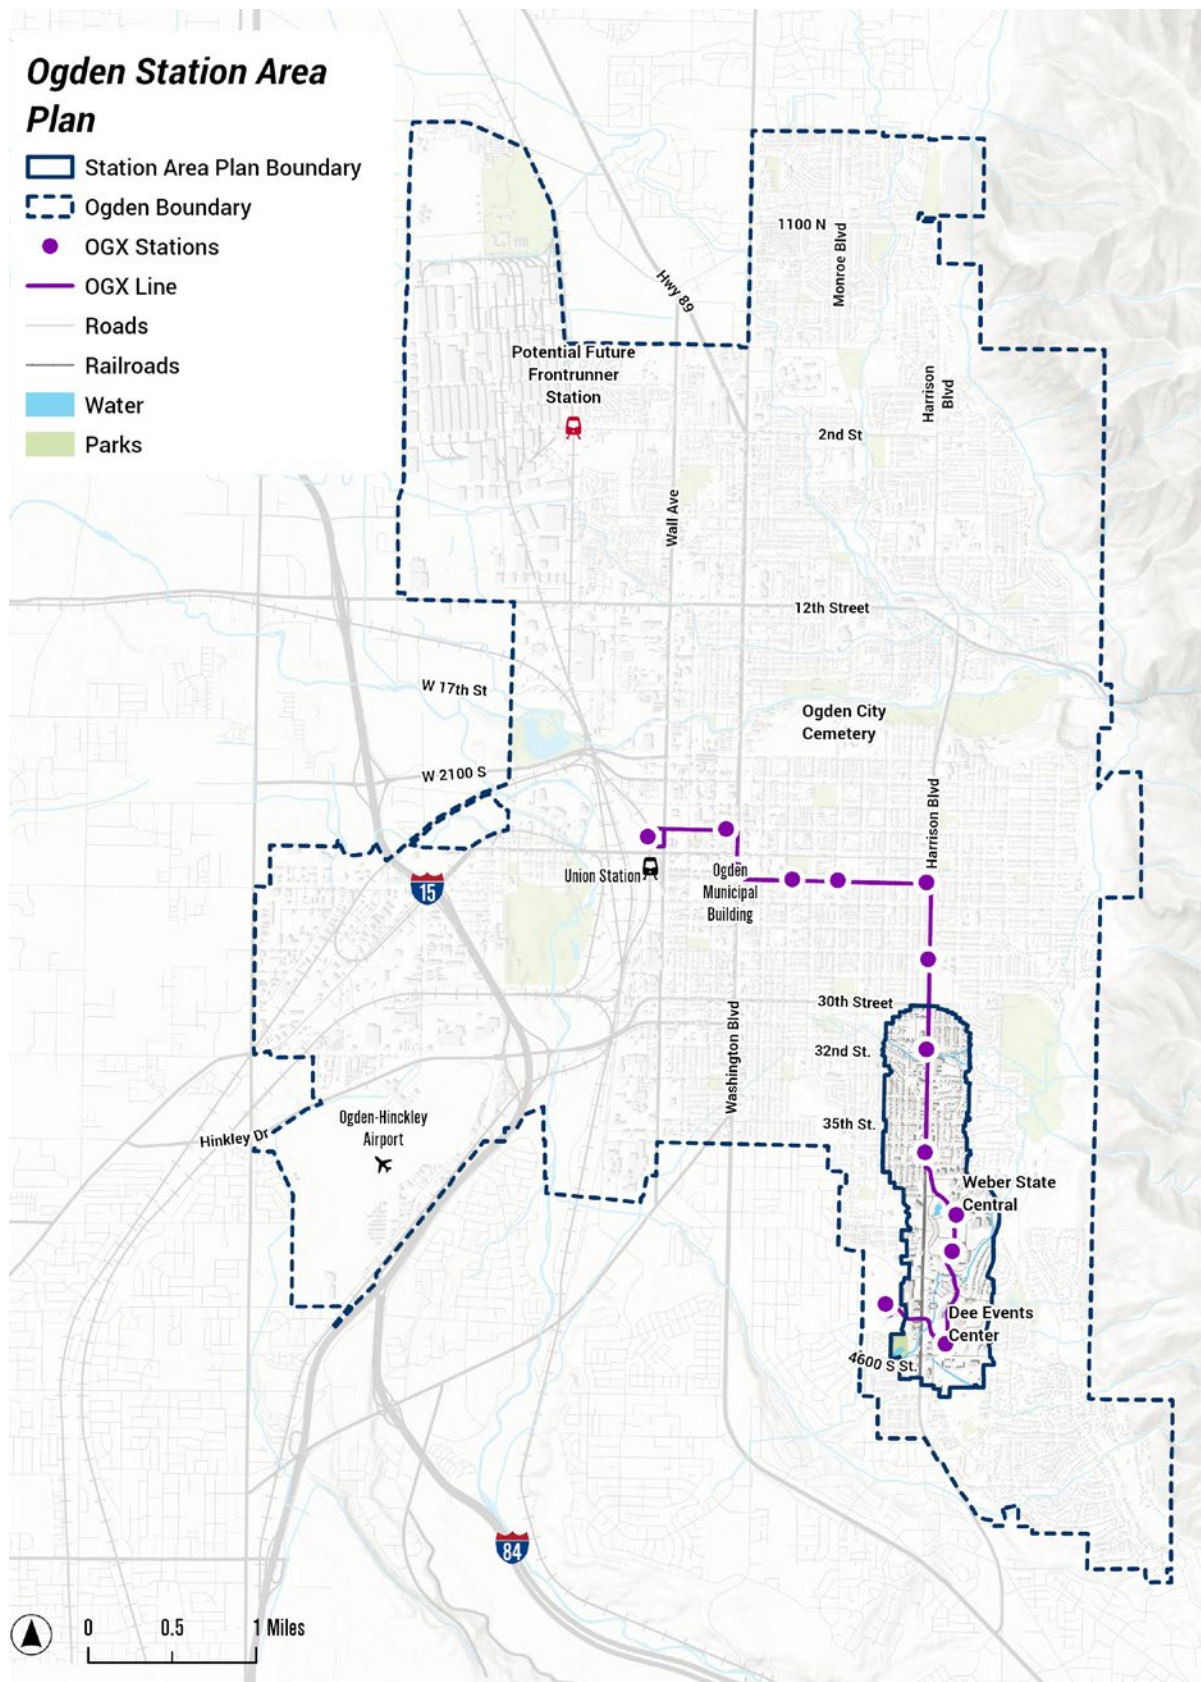 Ogden Station Area
Plan
Station Area Plan Boundary
Ogden Boundary
OGX Stations
OGX Line
Roads
Railroads
Water
Parks
1100 N
Monroe Blvd
Hwy 89
Potential Future
Frontrunner
Station
Harrison
Blvd
2nd St
Wall Ave
12th Street
W 17th St
Ogden City
Cemetery
W 2100 S
Harrison Blvd
Union Station
Ogden
Municipal
Building
15
30th Street
Washington Blvd
32nd St.
35th St.
Ogden-Hinckley
Airport
Hinkley Dr
Weber State
Central
Dee Events
Center
4600 S St.
84
0 0.5 1 Miles